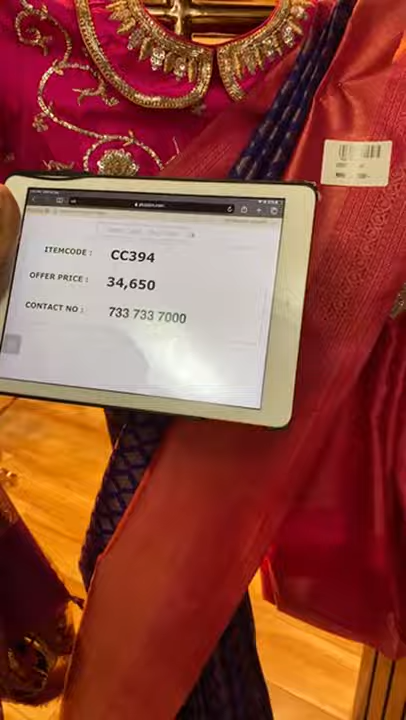 ITEMCODE : CC394
OFFER PRICE : 34,650
CONTACT NO : 733 733 7000